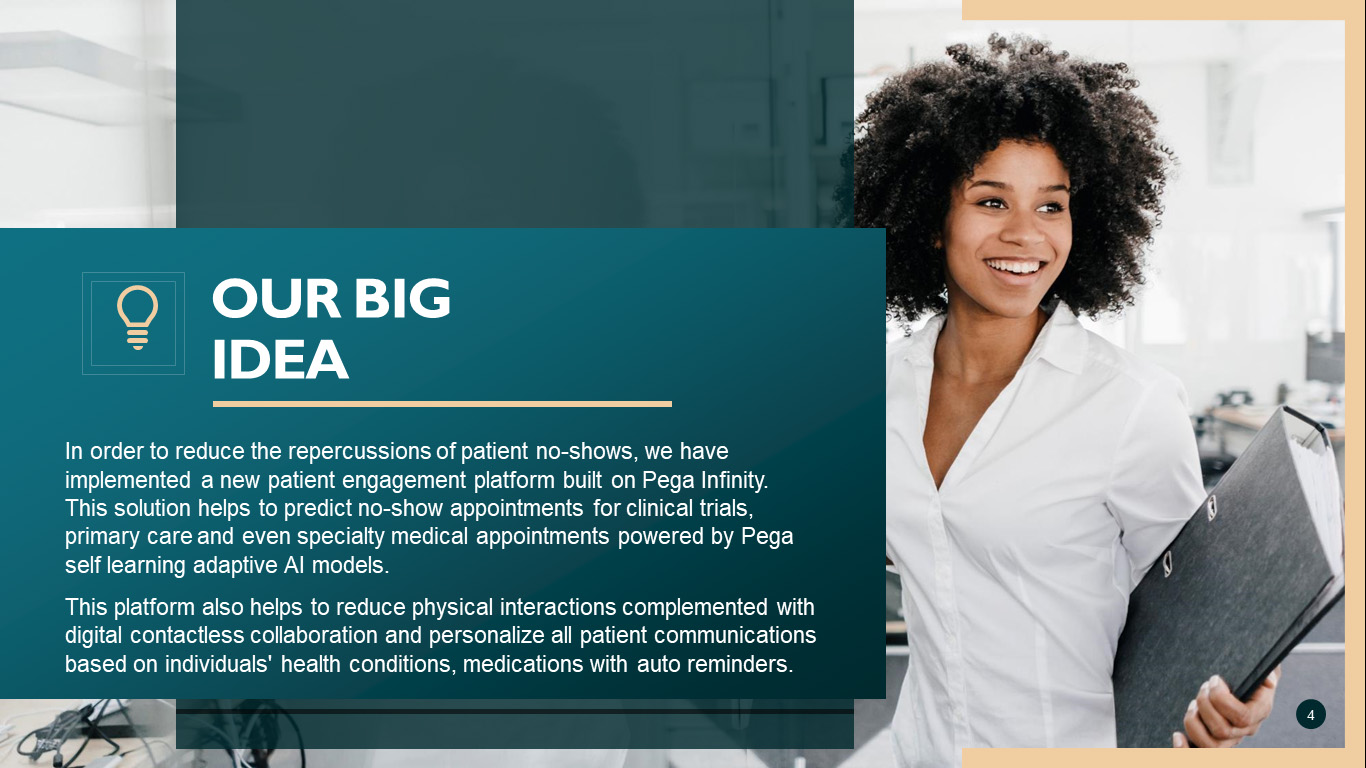 OUR BIG
IDEA
In order to reduce the repercussions of patient no-shows, we have
implemented a new patient engagement platform built on Pega Infinity.
This solution helps to predict no-show appointments for clinical trials,
primary care and even specialty medical appointments powered by Pega
self learning adaptive AI models.
This platform also helps to reduce physical interactions complemented with
digital contactless collaboration and personalize all patient communications
based on individuals' health conditions, medications with auto reminders.
4